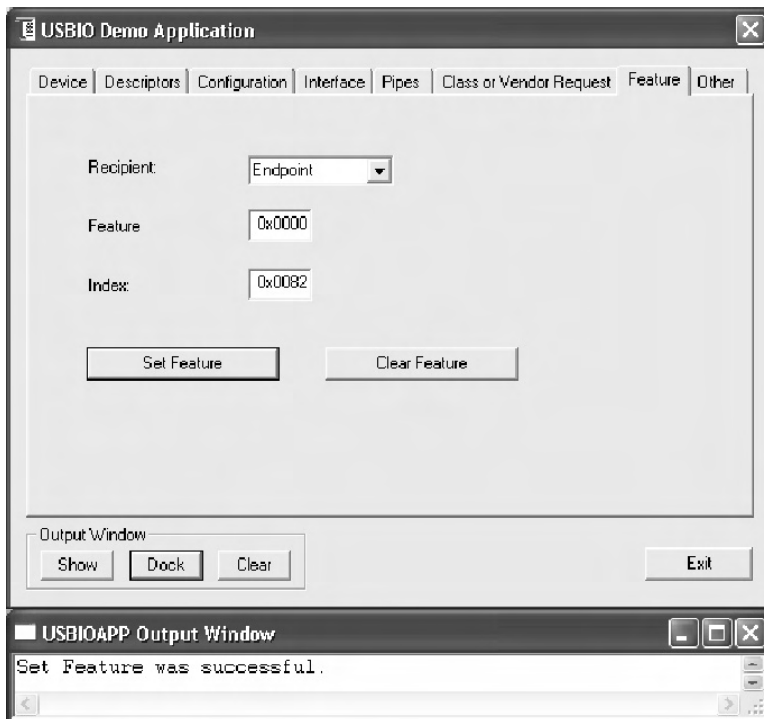 USBIO Demo Application
Device Descriptors Configuration Interface Pipes Class or Vendor Request Feature Other
Recipient: Endpoint
Feature 0x0000
Index: 0x0082
Set Feature Clear Feature
Output Window
Show Dock Clear Exit
USBIOAPP Output Window
Set Feature was successful.